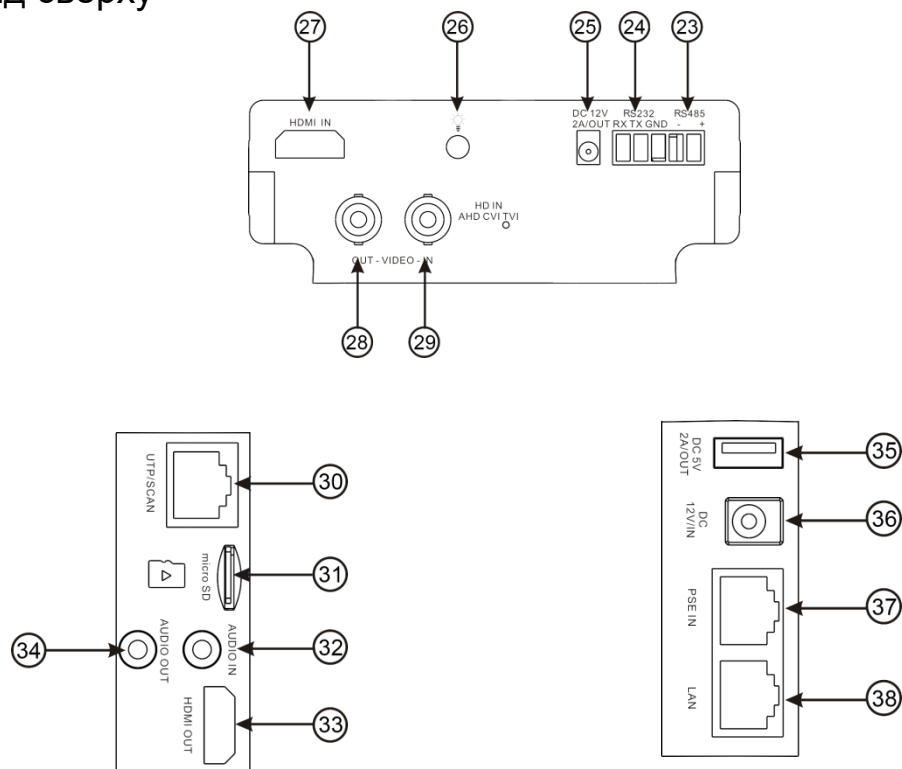 сверху
27 26 25 24 23
HDMI IN
DC 12V RS232 RS485
2A/OUT RX TX GND - +
HD IN
AHD CVI TVI
OUT - VIDEO - IN
28 29
UTP/SCAN
30
micro SD
31
AUDIO OUT
AUDIO IN
34 32
HDMI OUT
33
DC 5V
2A/OUT
35
DC
12V/IN
36
PSE IN
37
LAN
38